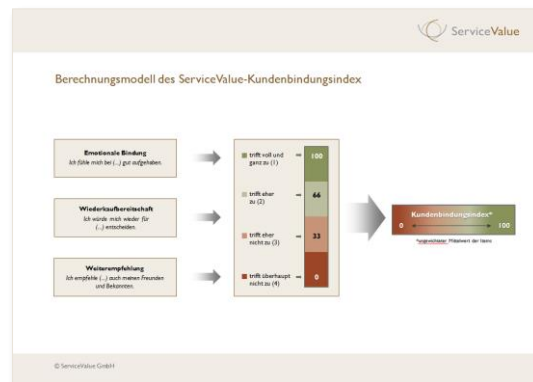 ServiceValue
Berechnungsmodell des ServiceValue-Kundenbindungsindex
Emotionale Bindung
Ich fühle mich bei (...) gut aufgehoben.
Wiederkaufbereitschaft
Ich würde mich wieder für
(...) entscheiden.
Weiterempfehlung
Ich empfehle (...) auch meinen Freunden
und Bekannten.
trifft voll und
ganz zu (1)
100
trifft eher
zu (2)
66
trifft eher
nicht zu (3)
33
trifft überhaupt
nicht zu (4)
0
Kundenbindungsindex*
0 100
*ungewichteter Mittelwert der Items
© ServiceValue GmbH